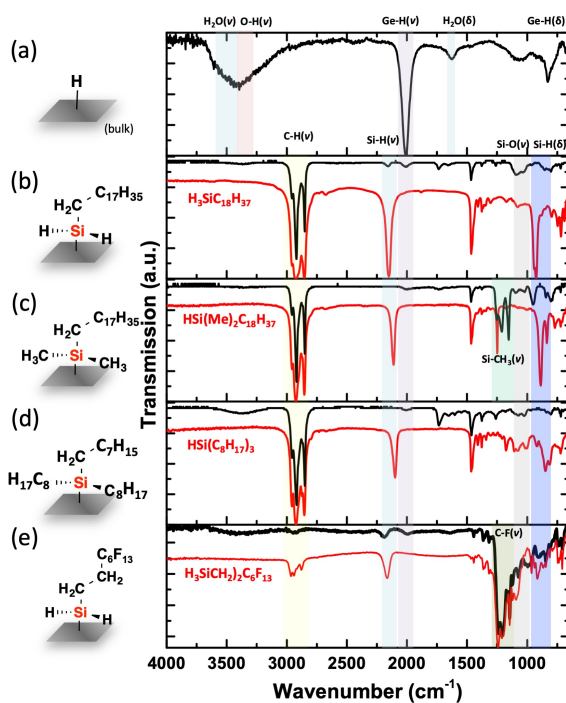 H₂O(ν) O-H(ν) Ge-H(ν) H₂O(δ) Ge-H(δ)
(a)
H
(bulk)
C-H(ν) Si-H(ν) Si-O(ν) Si-H(δ)
(b)
C₁₇H₃₅
H₂C
H Si H
H₃SiC₁₈H₃₇
(c)
C₁₇H₃₅
H₂C
H₃C Si CH₃
HSi(Me)₂C₁₈H₃₇
Si-CH₃(ν)
(d)
C₇H₁₅
H₂C
H₁₇C₈ Si C₈H₁₇
HSi(C₈H₁₇)₃
(e)
C₆F₁₃
CH₂
H₂C
H Si H
C-F(ν)
H₃SiCH₂)₂C₆F₁₃
Transmission (a.u.)
4000 3500 3000 2500 2000 1500 1000
Wavenumber (cm⁻¹)